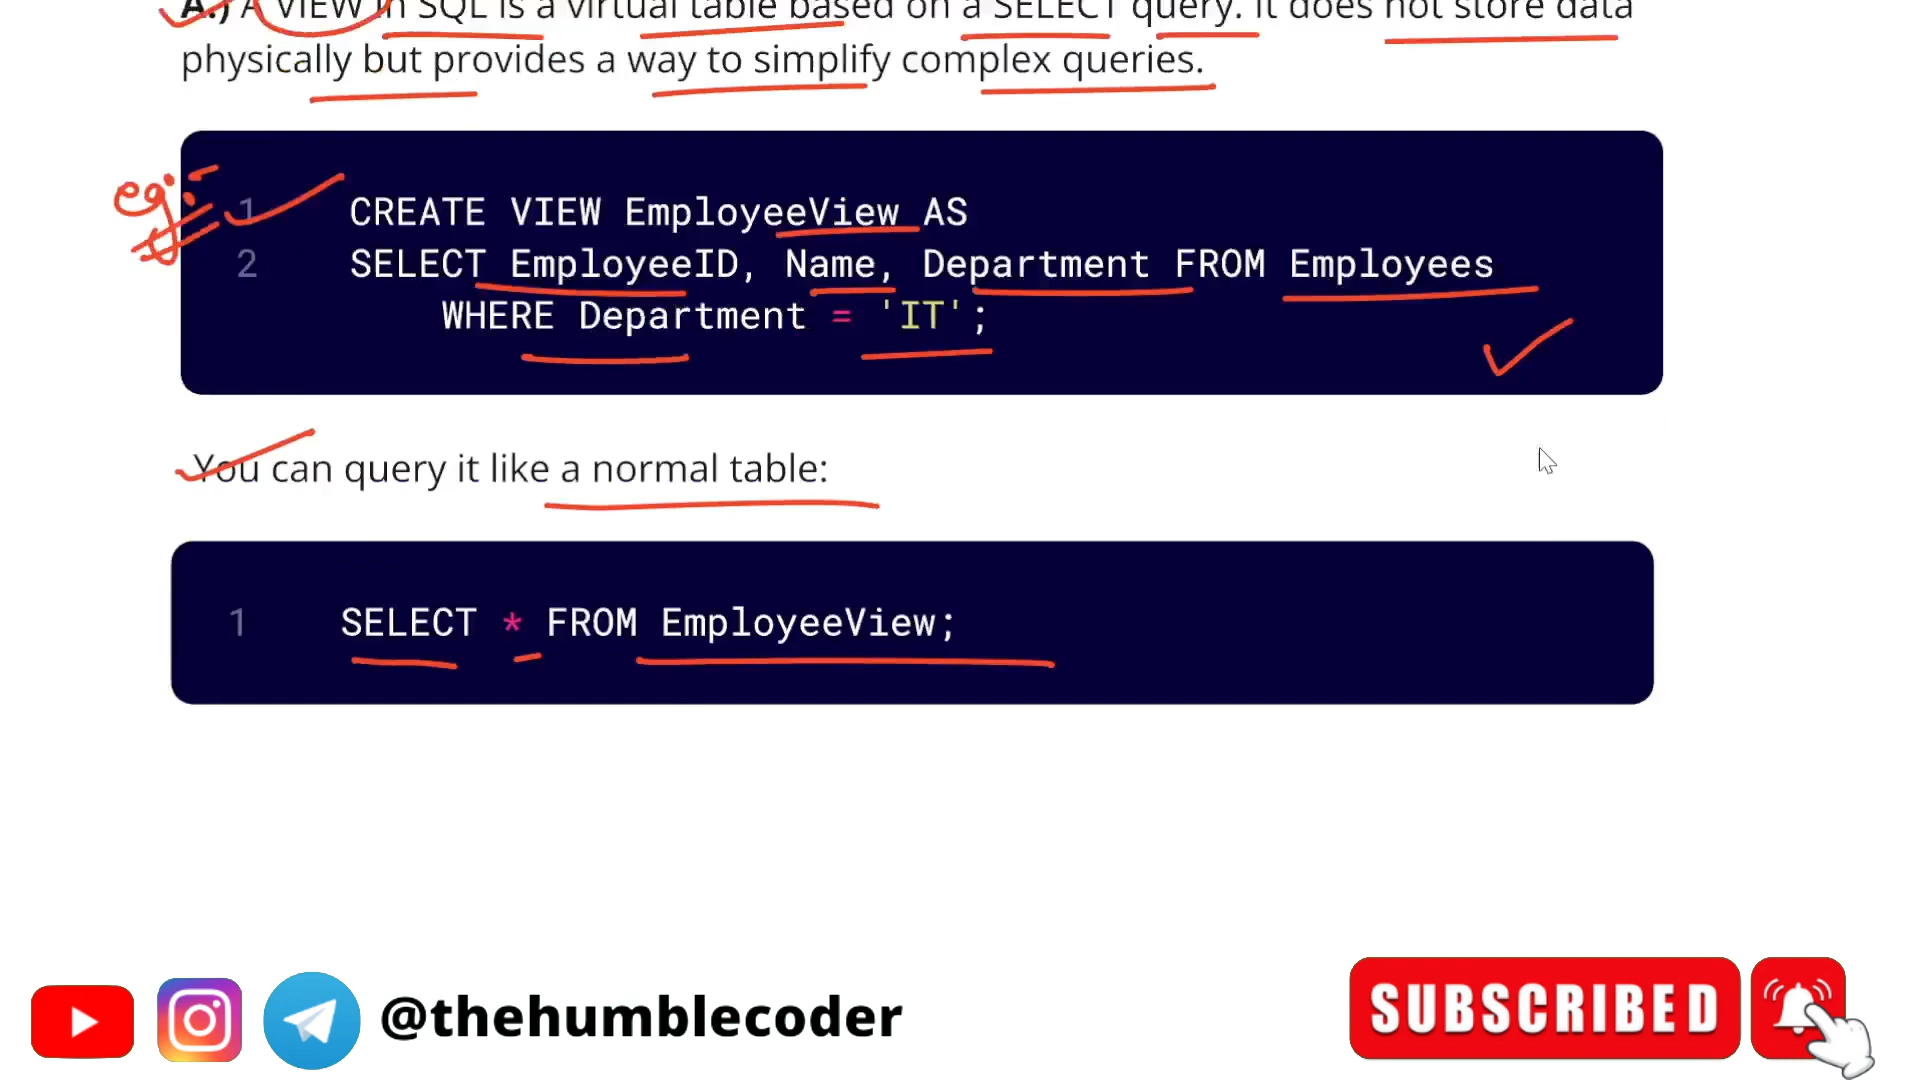 A.) A VIEW in SQL is a virtual table based on a SELECT query. It does not store data
physically but provides a way to simplify complex queries.
eg:-
1 CREATE VIEW EmployeeView AS
2 SELECT EmployeeID, Name, Department FROM Employees
WHERE Department = 'IT';
You can query it like a normal table:
1 SELECT * FROM EmployeeView;
@thehumblecoder
SUBSCRIBED